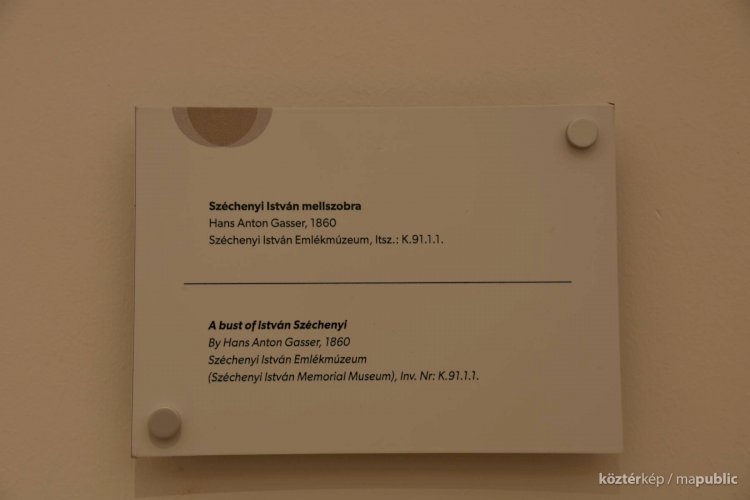 Széchenyi István mellszobra
Hans Anton Gasser, 1860
Széchenyi István Emlékmúzeum, ltsz.: K.91.1.1.
A bust of István Széchenyi
By Hans Anton Gasser, 1860
Széchenyi István Emlékmúzeum
(Széchenyi István Memorial Museum), Inv. Nr: K.91.1.1.
köztérkép / mapublic